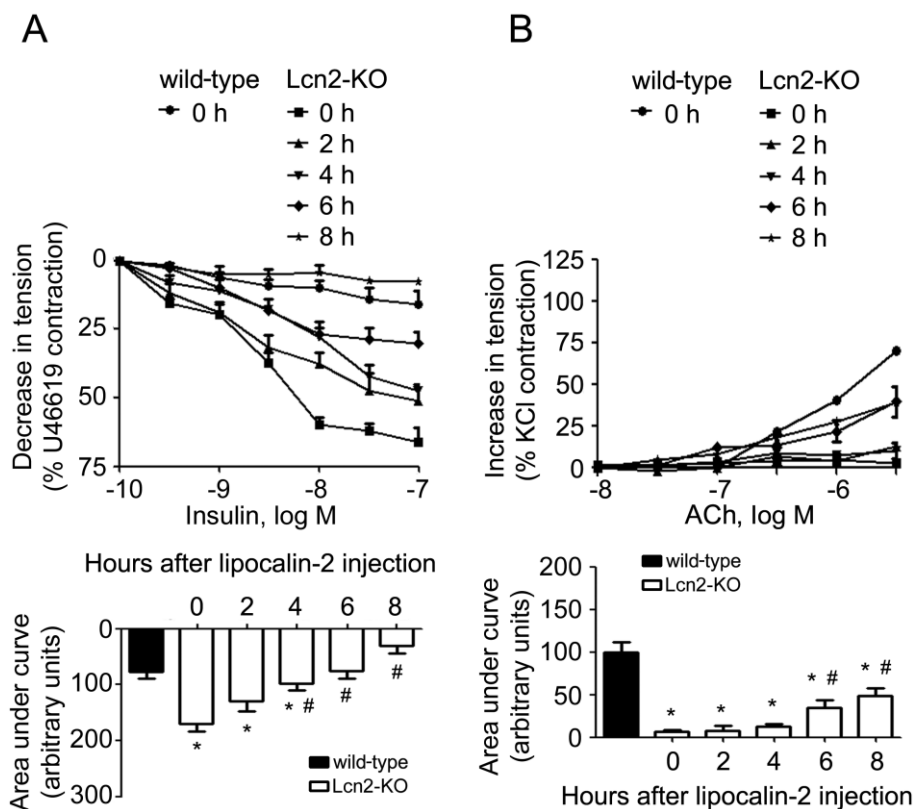 A
wild-type Lcn2-KO
0 h 0 h
2 h
4 h
6 h
8 h
Decrease in tension
(% U46619 contraction)
0
25
50
75
-10 -9 -8 -7
Insulin, log M
Hours after lipocalin-2 injection
0 2 4 6 8
Area under curve
(arbitrary units)
0
100
200
300
* * * # # #
wild-type
Lcn2-KO
B
wild-type Lcn2-KO
0 h 0 h
2 h
4 h
6 h
8 h
Increase in tension
(% KCl contraction)
125
100
75
50
25
0
-8 -7 -6
ACh, log M
wild-type
Lcn2-KO
Area under curve
(arbitrary units)
200
150
100
50
0
* * * * # * #
0 2 4 6 8
Hours after lipocalin-2 injection